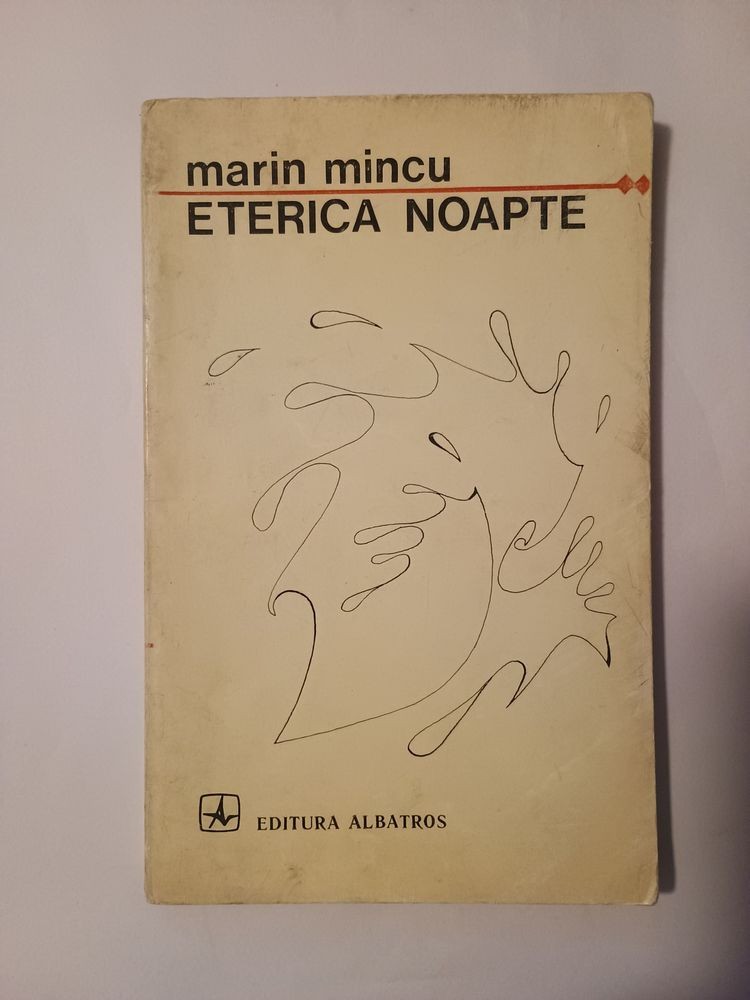 marin mincu
ETERICA NOAPTE
EDITURA ALBATROS